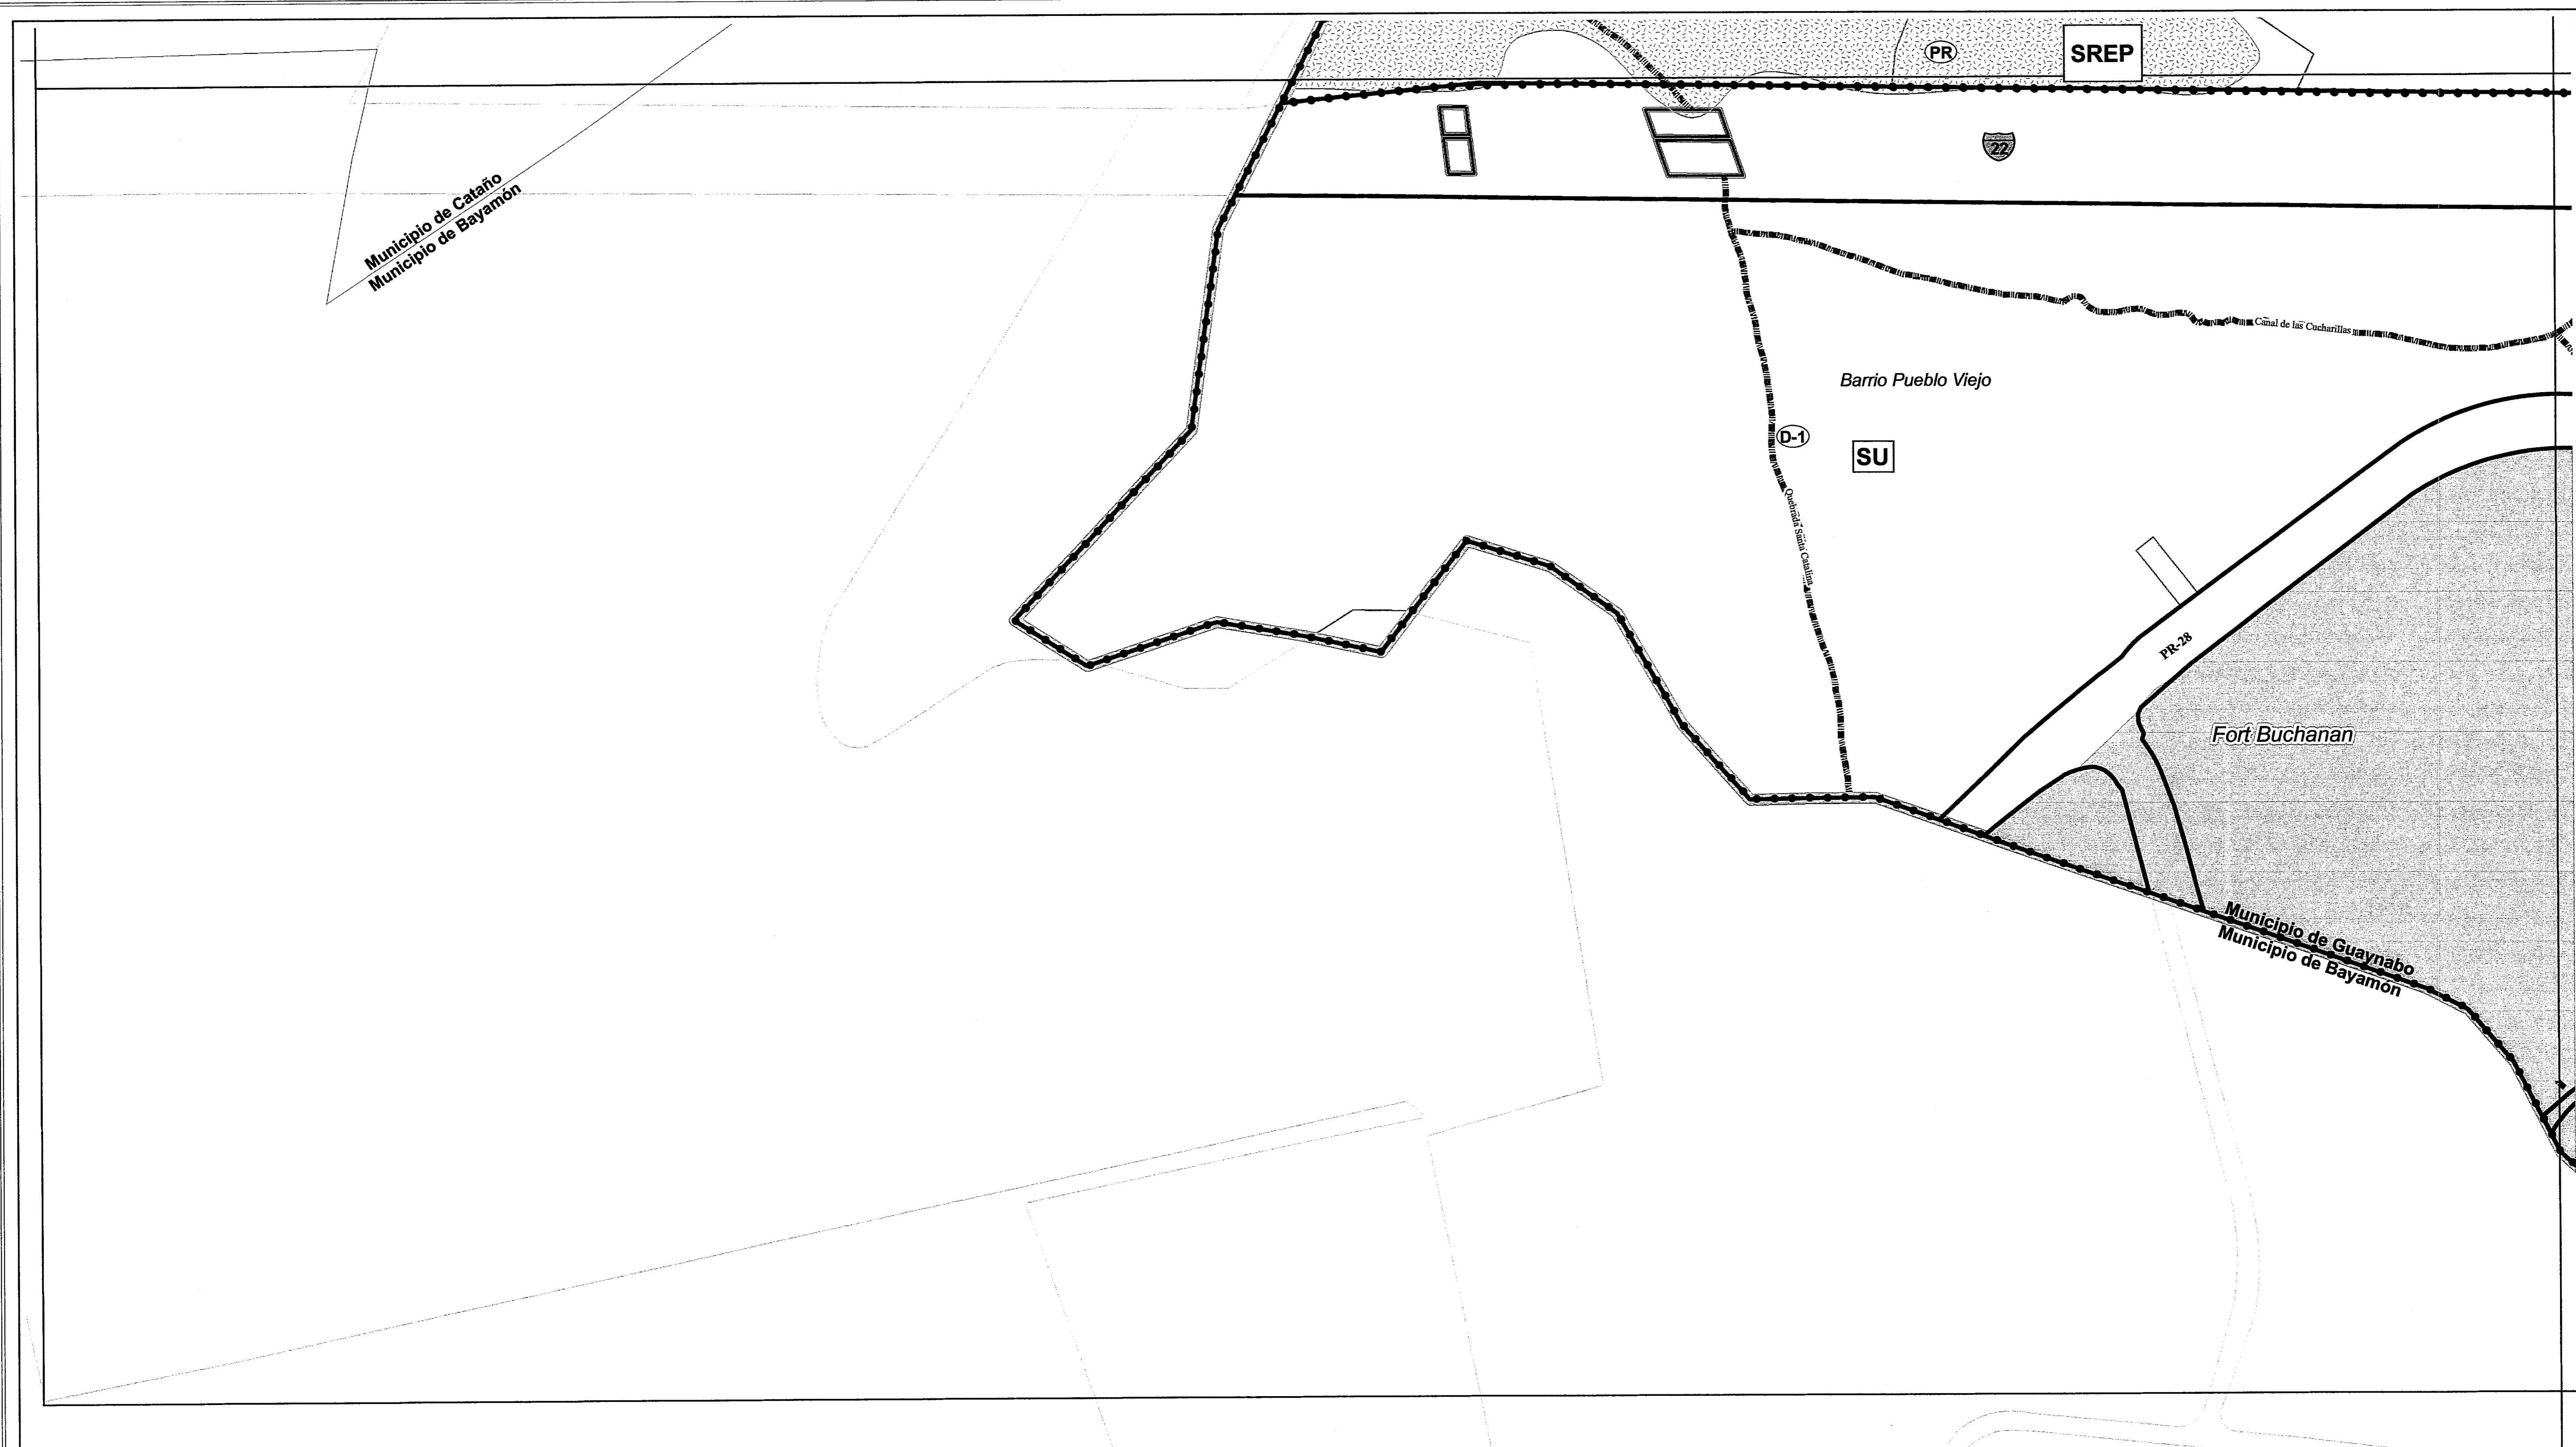 PR
SREP
22
Municipio de Cataño
Municipio de Bayamón
Canal de las Cucharillas
Barrio Pueblo Viejo
D-1
SU
Quebrada Santa Catalina
PR-28
Fort Buchanan
Municipio de Guaynabo
Municipio de Bayamón